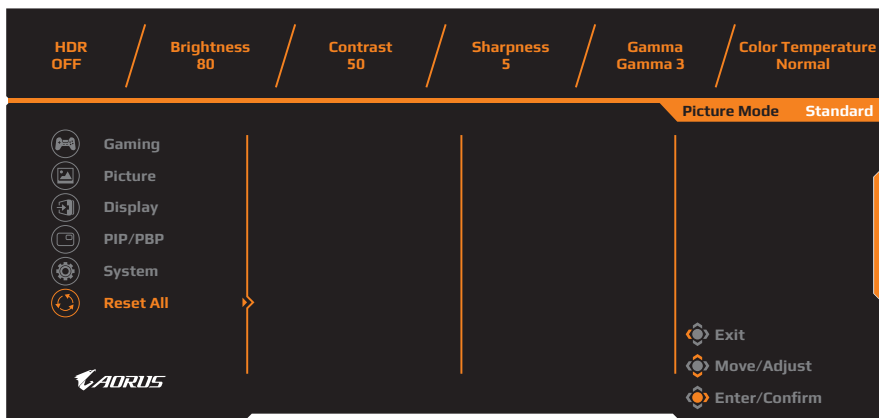 HDR
OFF
Brightness
80
Contrast
50
Sharpness
5
Gamma
Gamma 3
Color Temperature
Normal
Picture Mode Standard
Gaming
Picture
Display
PIP/PBP
System
Reset All
Exit
Move/Adjust
Enter/Confirm
AORUS